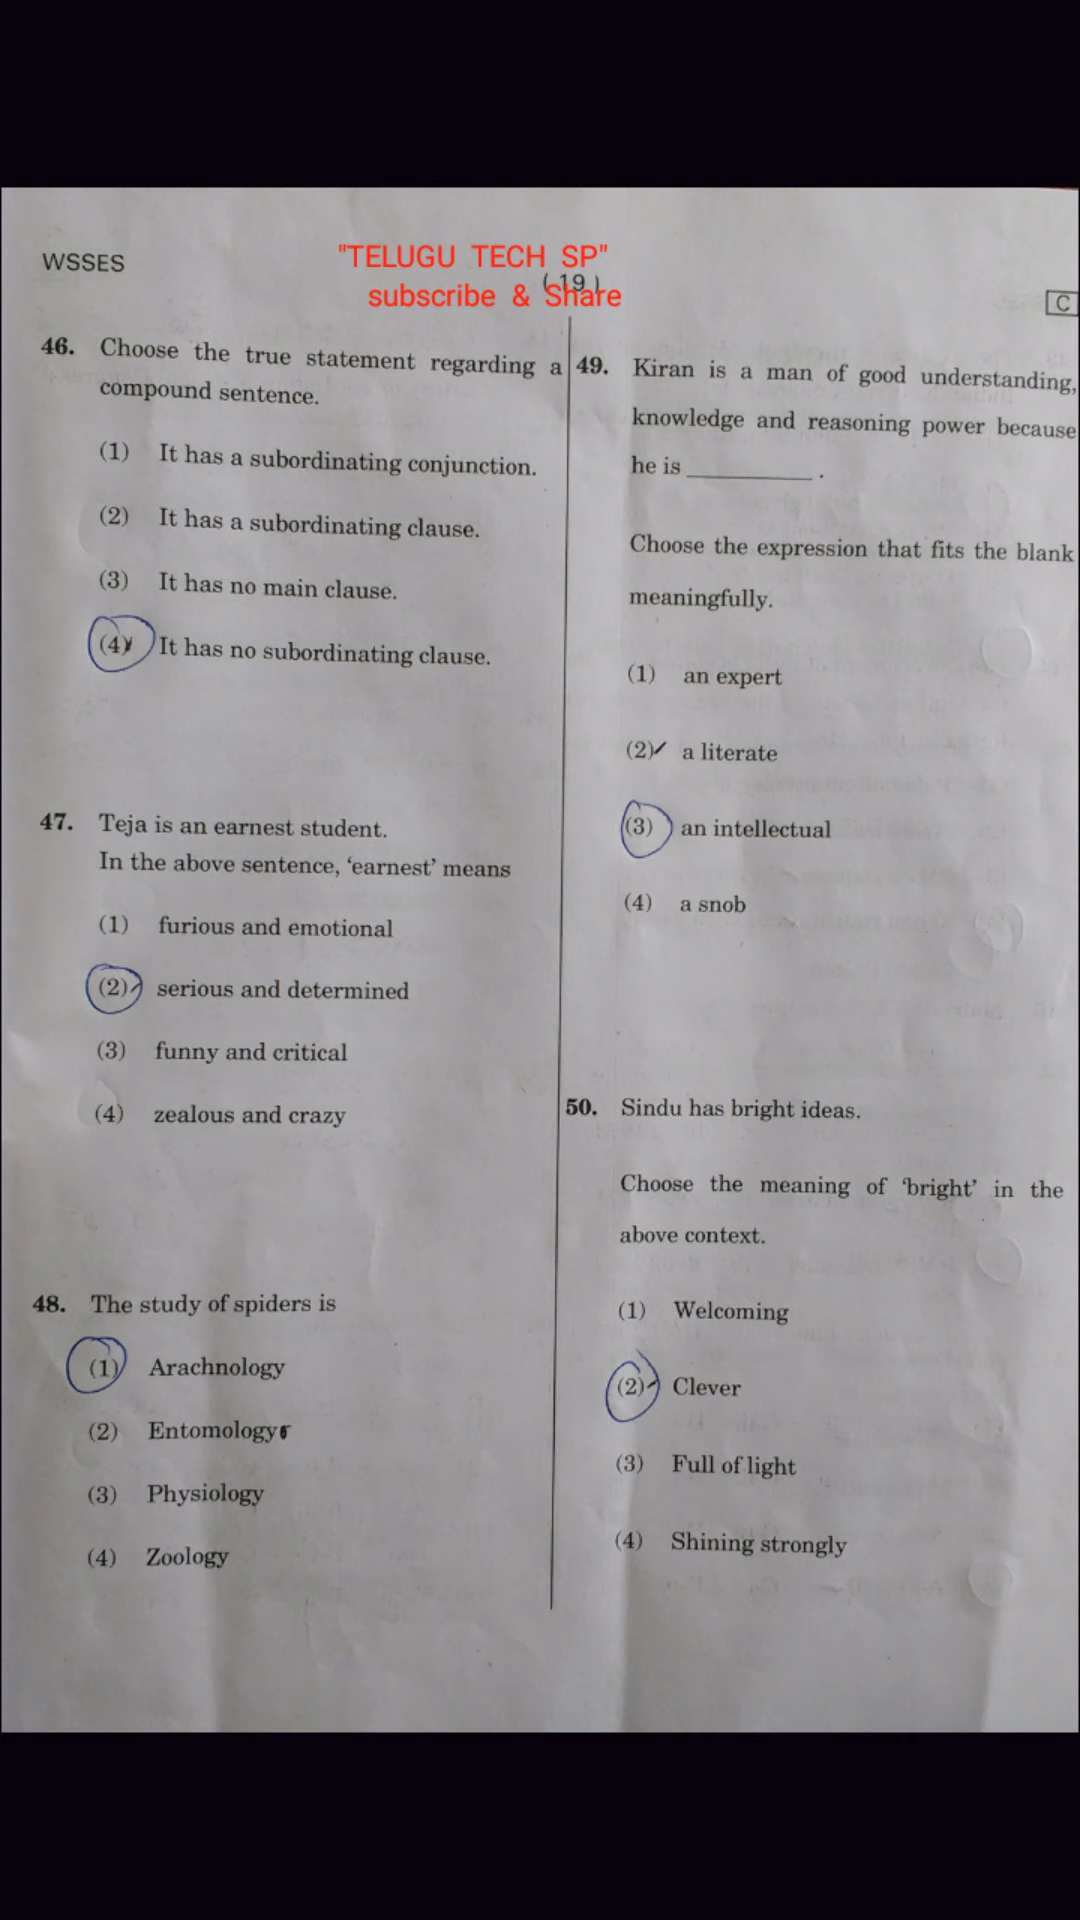 WSSES
"TELUGU TECH SP"
(19)
subscribe & Share
C
46. Choose the true statement regarding a
compound sentence.
(1) It has a subordinating conjunction.
(2) It has a subordinating clause.
(3) It has no main clause.
(4) It has no subordinating clause.
47. Teja is an earnest student.
In the above sentence, ‘earnest’ means
(1) furious and emotional
(2) serious and determined
(3) funny and critical
(4) zealous and crazy
48. The study of spiders is
(1) Arachnology
(2) Entomology
(3) Physiology
(4) Zoology
49. Kiran is a man of good understanding,
knowledge and reasoning power because
he is __________ .
Choose the expression that fits the blank
meaningfully.
(1) an expert
(2) a literate
(3) an intellectual
(4) a snob
50. Sindu has bright ideas.
Choose the meaning of ‘bright’ in the
above context.
(1) Welcoming
(2) Clever
(3) Full of light
(4) Shining strongly